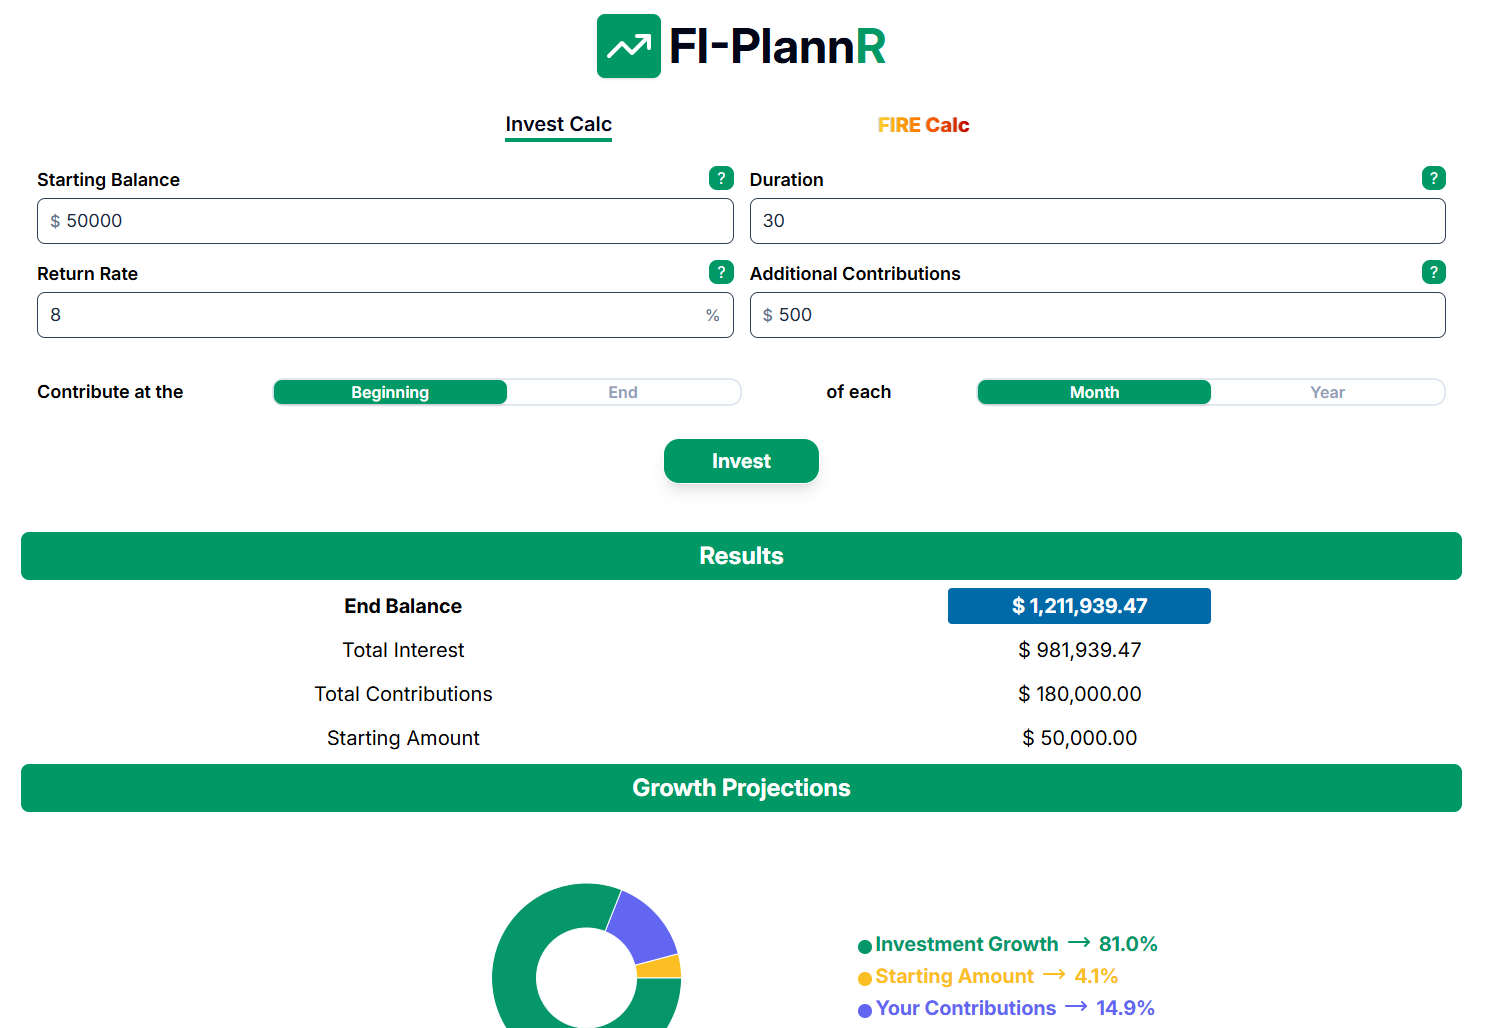 FI-PlannR
Invest Calc FIRE Calc
Starting Balance ? Duration ?
$ 50000 30
Return Rate ? Additional Contributions ?
8 % $ 500
Contribute at the Beginning End of each Month Year
Invest
Results
End Balance $ 1,211,939.47
Total Interest $ 981,939.47
Total Contributions $ 180,000.00
Starting Amount $ 50,000.00
Growth Projections
Investment Growth → 81.0%
Starting Amount → 4.1%
Your Contributions → 14.9%